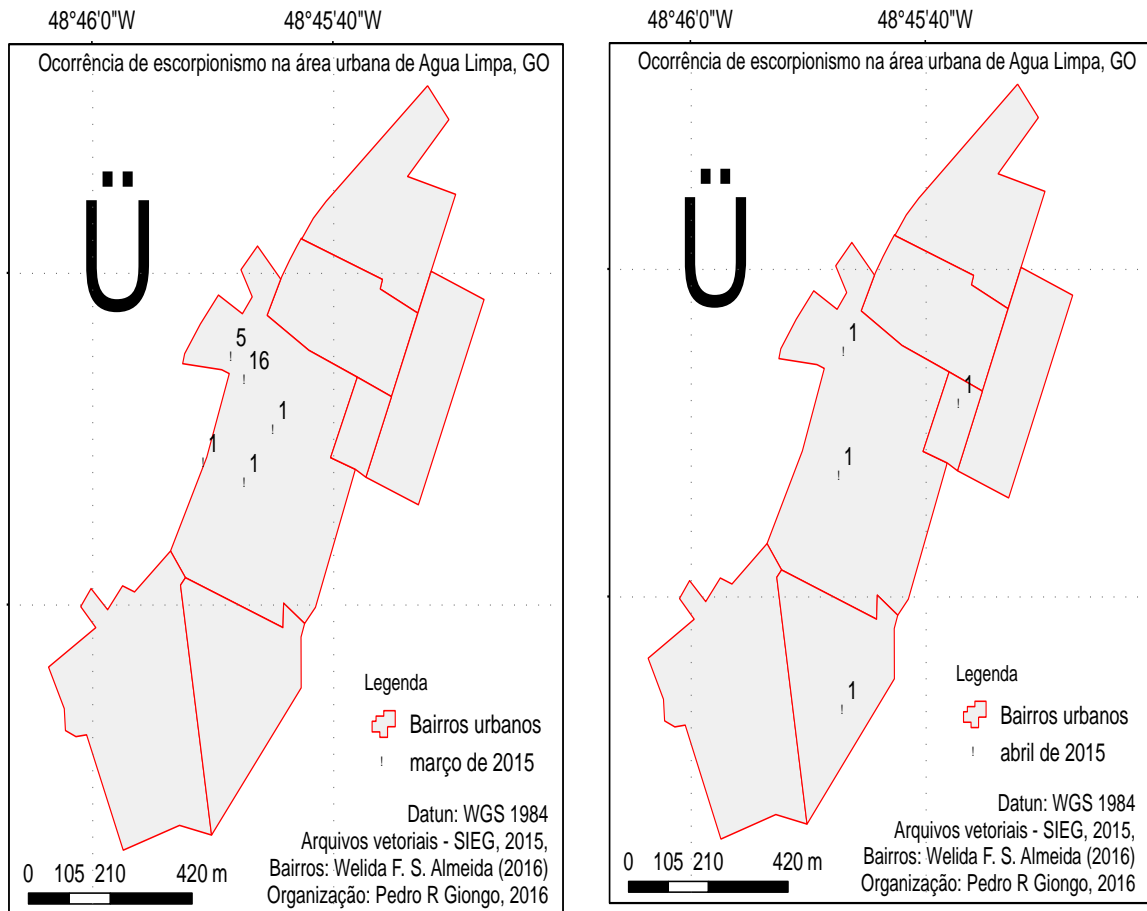 48°46'0"W
48°45'40"W
Ocorrência de escorpionismo na área urbana de Agua Limpa, GO
Ü
5
16
1
1
1
Legenda
Bairros urbanos
! março de 2015
Datun: WGS 1984
Arquivos vetoriais - SIEG, 2015,
Bairros: Welida F. S. Almeida (2016)
Organização: Pedro R Giongo, 2016
0 105 210 420 m
48°46'0"W
48°45'40"W
Ocorrência de escorpionismo na área urbana de Agua Limpa, GO
Ü
1
1
1
1
Legenda
Bairros urbanos
! abril de 2015
Datun: WGS 1984
Arquivos vetoriais - SIEG, 2015,
Bairros: Welida F. S. Almeida (2016)
Organização: Pedro R Giongo, 2016
0 105 210 420 m